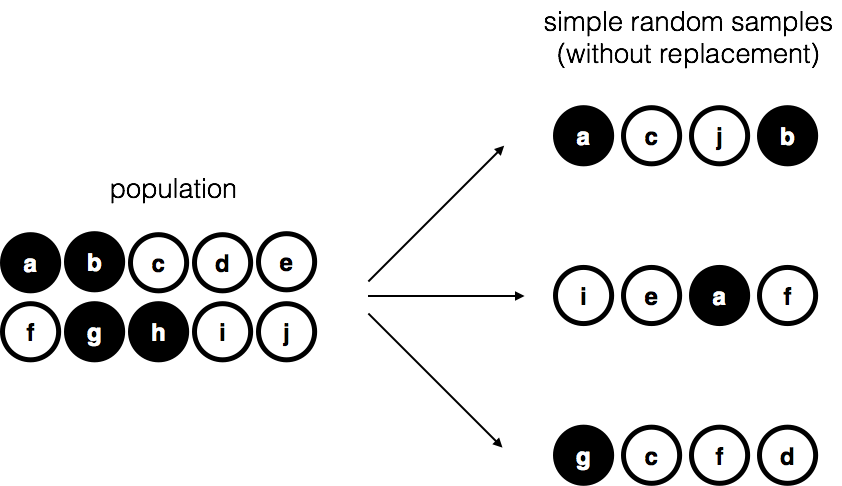 simple random samples
(without replacement)
a c j b
population
a b c d e
f g h i j
i e a f
g c f d